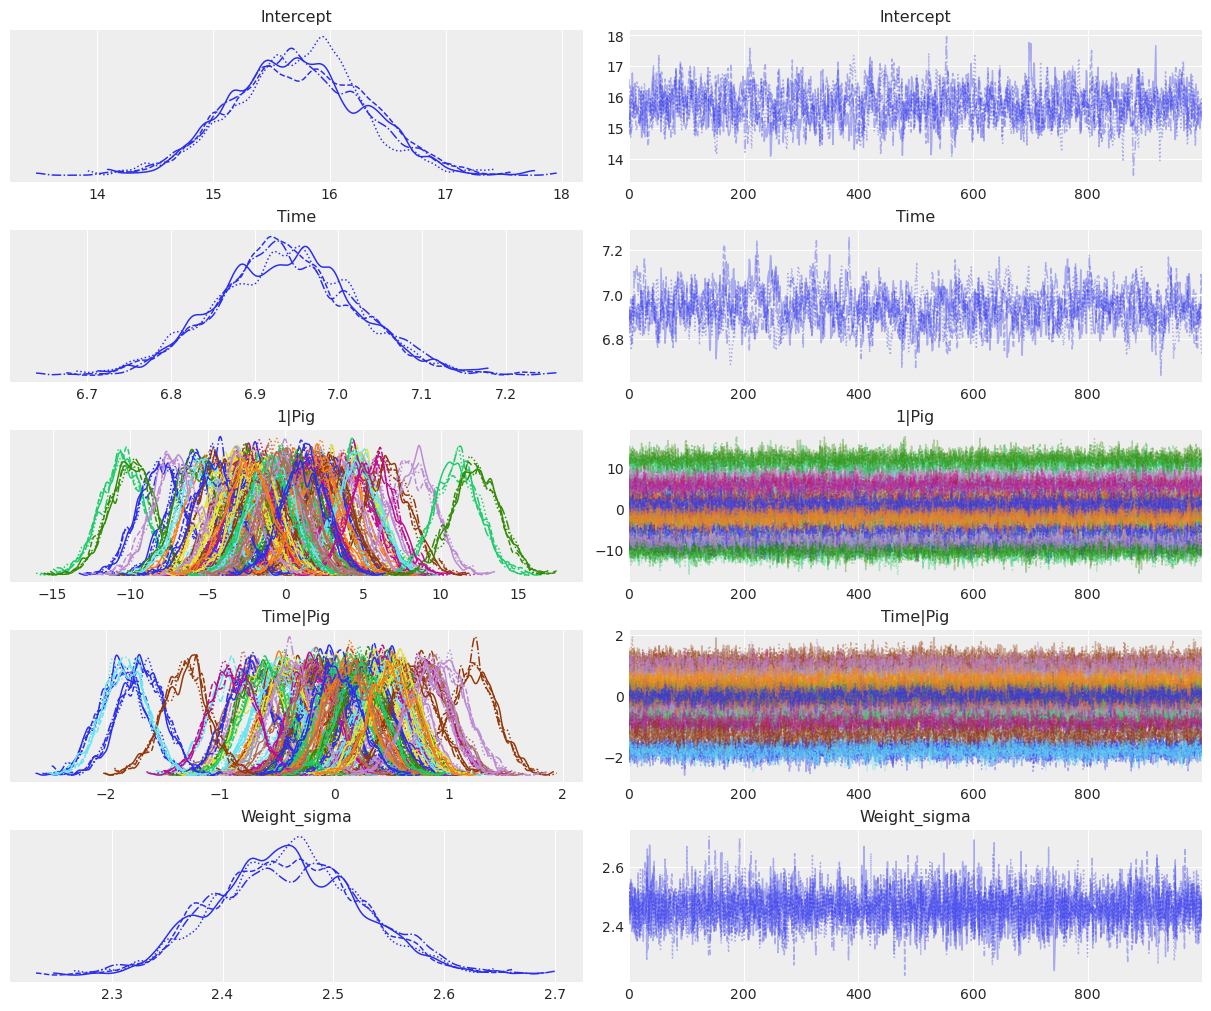 Intercept
Intercept
18
17
16
15
14
14 15 16 17 18
0 200 400 600 800
Time
Time
7.2
7.0
6.8
6.7 6.8 6.9 7.0 7.1 7.2
0 200 400 600 800
1|Pig
1|Pig
10
0
−10
−15 −10 −5 0 5 10 15
0 200 400 600 800
Time|Pig
Time|Pig
2
0
−2
−2 −1 0 1 2
0 200 400 600 800
Weight_sigma
Weight_sigma
2.6
2.4
2.3 2.4 2.5 2.6 2.7
0 200 400 600 800